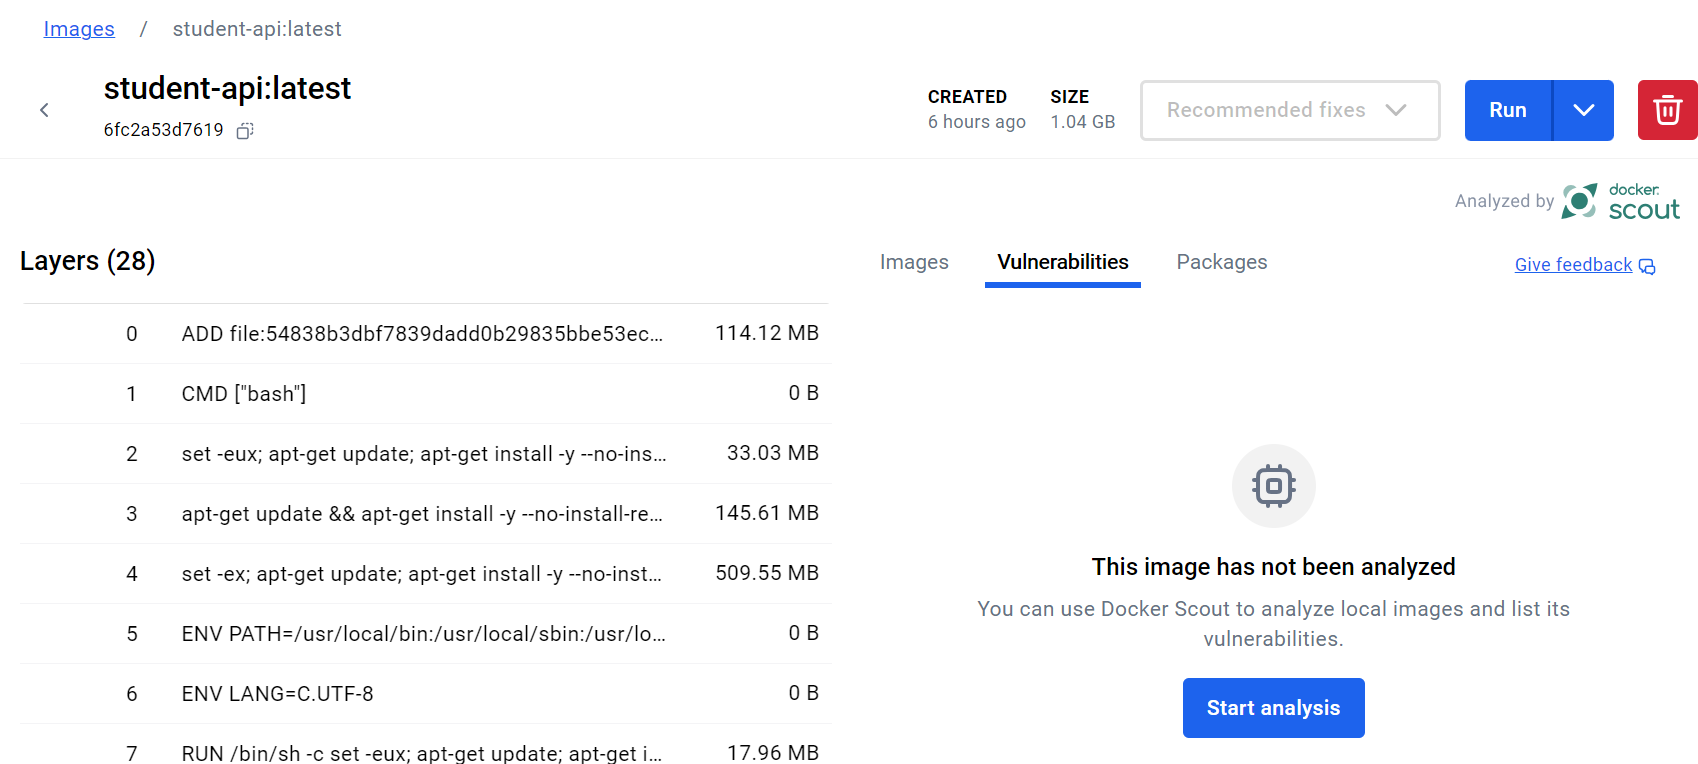 Images / student-api:latest
student-api:latest
6fc2a53d7619
CREATED
6 hours ago
SIZE
1.04 GB
Recommended fixes
Run
Analyzed by docker scout
Layers (28)
0 ADD file:54838b3dbf7839dadd0b29835bbe53ec... 114.12 MB
1 CMD ["bash"] 0 B
2 set -eux; apt-get update; apt-get install -y --no-ins... 33.03 MB
3 apt-get update && apt-get install -y --no-install-re... 145.61 MB
4 set -ex; apt-get update; apt-get install -y --no-inst... 509.55 MB
5 ENV PATH=/usr/local/bin:/usr/local/sbin:/usr/lo... 0 B
6 ENV LANG=C.UTF-8 0 B
7 RUN /bin/sh -c set -eux; apt-get update; apt-get i... 17.96 MB
Images Vulnerabilities Packages
Give feedback
This image has not been analyzed
You can use Docker Scout to analyze local images and list its
vulnerabilities.
Start analysis